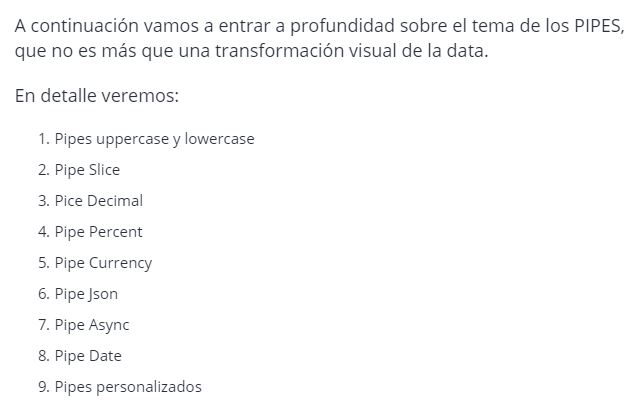 A continuación vamos a entrar a profundidad sobre el tema de los PIPES,
que no es más que una transformación visual de la data.
En detalle veremos:
1. Pipes uppercase y lowercase
2. Pipe Slice
3. Pice Decimal
4. Pipe Percent
5. Pipe Currency
6. Pipe Json
7. Pipe Async
8. Pipe Date
9. Pipes personalizados